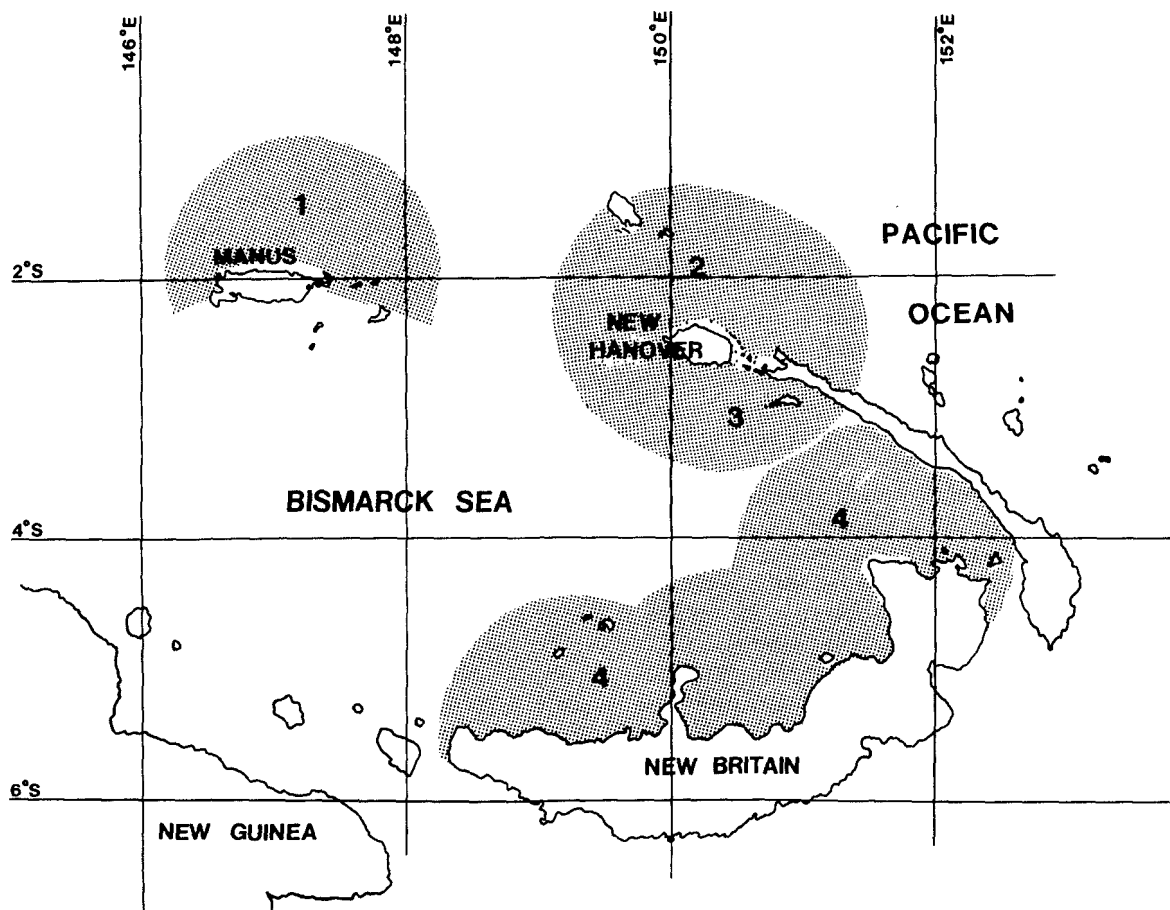 146°E
148°E
150°E
152°E
1
MANUS
2°S
2
PACIFIC
OCEAN
NEW
HANOVER
3
BISMARCK SEA
4
4°S
4
NEW BRITAIN
6°S
NEW GUINEA